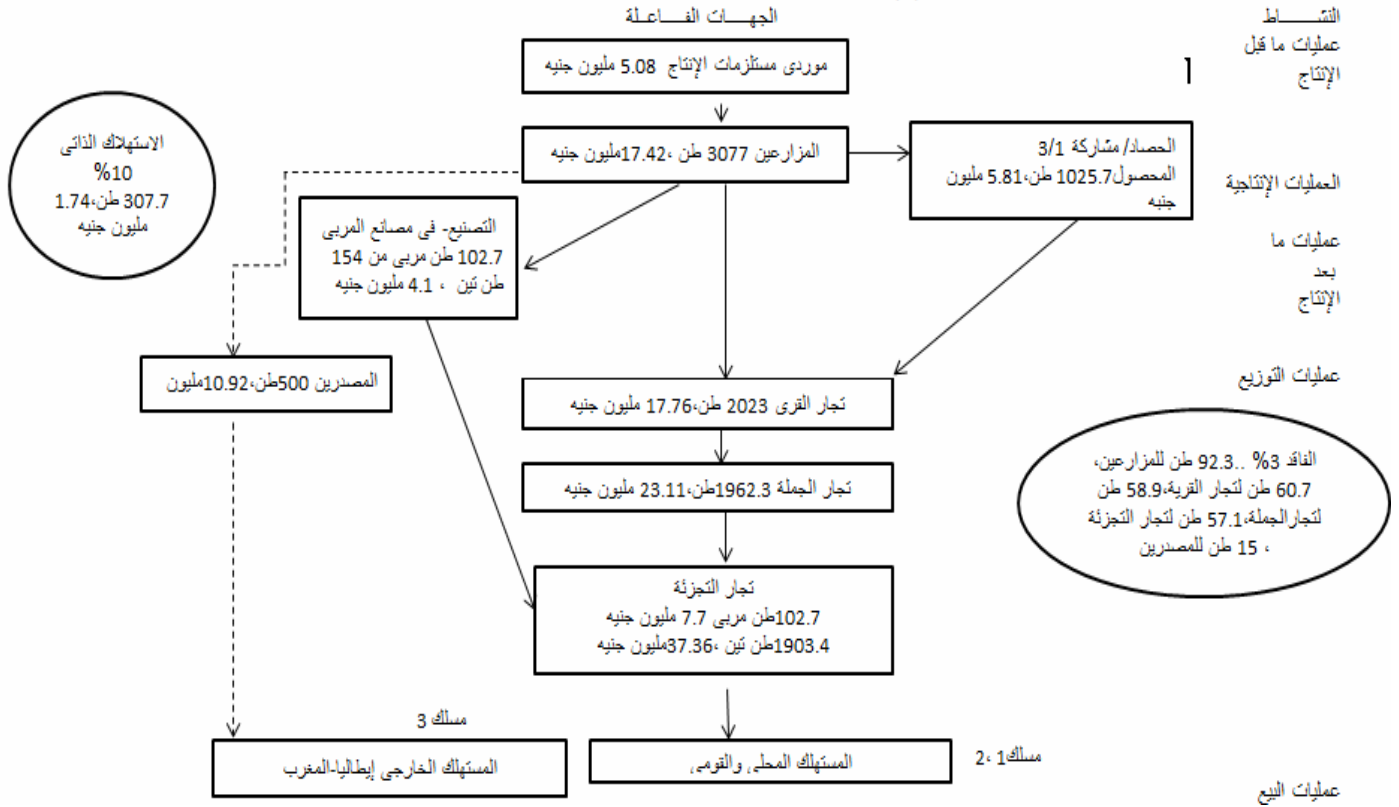 النشـــــــاط
الجهـــــات الفـــــاعـــلة
عمليات ما قبل
الإنتاج
1
موردى مستلزمات الإنتاج 5.08 مليون جنيه
المزارعين 3077 طن ،17.42مليون جنيه
الحصاد/ مشاركة 3/1
المحصول1025.7 طن،5.81 مليون
جنيه
العمليات الإنتاجية
الاستهلاك الذاتى
%10
307.7 طن،1.74
مليون جنيه
التصنيع- فى مصانع المربى
102.7 طن مربى من 154
طن تين ، 4.1 مليون جنيه
عمليات ما
بعد
الإنتاج
المصدرين 500طن،10.92مليون
عمليات التوزيع
تجار القرى 2023 طن،17.76 مليون جنيه
تجار الجملة 1962.3طن،23.11 مليون جنيه
الفاقد 3% ..92.3 طن للمزارعين،
60.7 طن لتجار القرية،58.9 طن
لتجارالجملة،57.1 طن لتجار التجزئة
، 15 طن للمصدرين
تجار التجزئة
102.7طن مربى 7.7 مليون جنيه
1903.4طن تين ،37.36مليون جنيه
مسلك 3
المستهلك الخارجى إيطاليا-المغرب
المستهلك المحلى والقومى
مسلك1 ،2
عمليات البيع